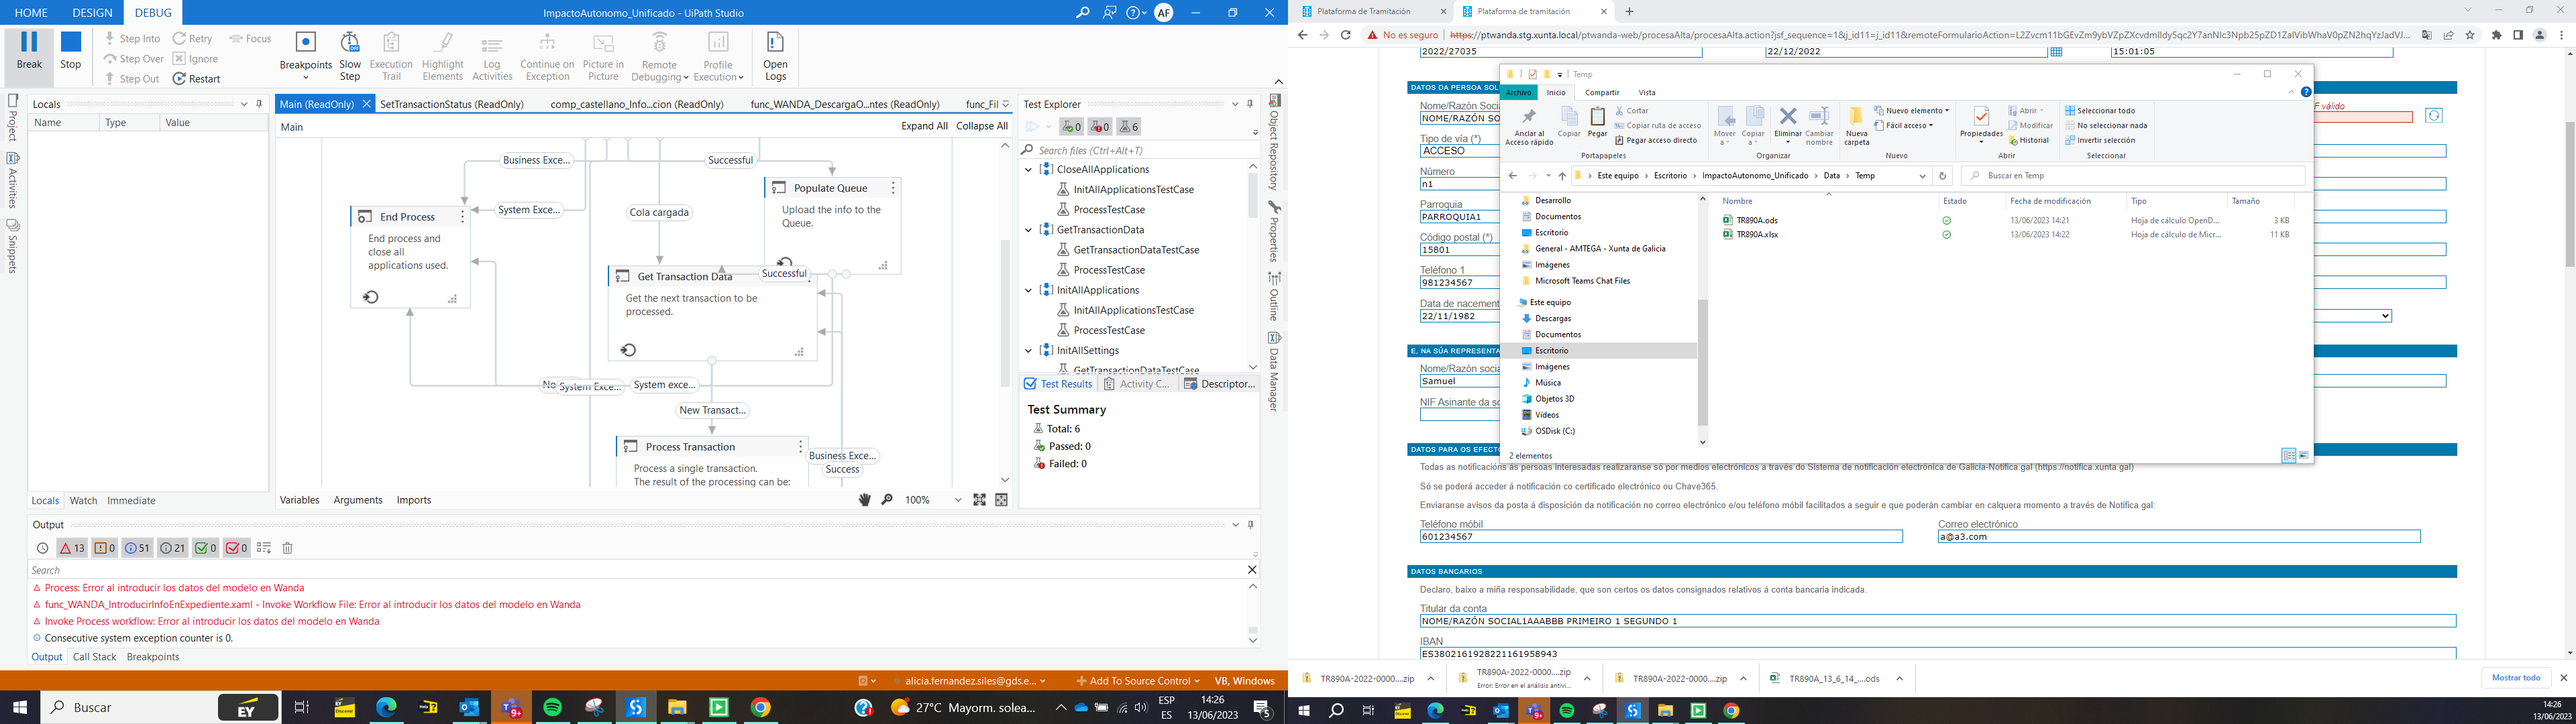 HOME DESIGN DEBUG ImpactoAutonomo_Unificado - UiPath Studio AF
Break Stop Step Into Step Over Step Out Retry Ignore Restart Focus
Breakpoints Slow Step Execution Trail Highlight Elements Log Activities Continue on Exception Picture in Picture Remote Debugging Profile Execution Open Logs
Project
Activities
Snippets
Locals
Name Type Value
Locals Watch Immediate
Main (ReadOnly) SetTransactionStatus (ReadOnly) comp_castellano_Info...cion (ReadOnly) func_WANDA_DescargaO...ntes (ReadOnly) func_Fil
Main Expand All Collapse All
Business Exce...
Successful
Populate Queue
Upload the info to the
Queue.
End Process
End process and
close all
applications used.
System Exce...
Cola cargada
Successful
Get Transaction Data
Get the next transaction to be
processed.
No
System Exce...
System exce...
New Transact...
Process Transaction
Process a single transaction.
The result of the processing can be:
Business Exce...
Success
Variables Arguments Imports 100%
Test Explorer
0 0 6
Search files (Ctrl+Alt+T)
CloseAllApplications
InitAllApplicationsTestCase
ProcessTestCase
GetTransactionData
GetTransactionDataTestCase
ProcessTestCase
InitAllApplications
InitAllApplicationsTestCase
ProcessTestCase
InitAllSettings
GetTransactionDataTestCase
Test Results Activity C... Descriptor...
Test Summary
Total: 6
Passed: 0
Failed: 0
Object Repository
Properties
Outline
Data Manager
Output
13 0 51 21 0 0
Search
Process: Error al introducir los datos del modelo en Wanda
func_WANDA_IntroducirInfoEnExpediente.xaml - Invoke Workflow File: Error al introducir los datos del modelo en Wanda
Invoke Process workflow: Error al introducir los datos del modelo en Wanda
Consecutive system exception counter is 0.
Output Call Stack Breakpoints
alicia.fernandez.siles@gds.e... Add To Source Control VB, Windows
Buscar EY 27°C Mayorm. solea... ESP ES 14:26 13/06/2023 5
Plataforma de Tramitación Plataforma de tramitación
No es seguro https://ptwanda.stg.xunta.local/ptwanda-web/procesaAlta/procesaAlta.action?jsf_sequence=1&j_id11=j_id11&remoteFormularioAction=
2022/27035 22/12/2022 15:01:05
DATOS DA PERSOA SOL
Nome/Razón Soci
NOME/RAZÓN SO
F válido
Tipo de vía (*)
ACCESO
Número
n1
Parroquia
PARROQUIA1
Código postal (*)
15801
Teléfono 1
981234567
Data de nacement
22/11/1982
E, NA SÚA REPRESENTA
Nome/Razón socia
Samuel
NIF Asinante da so
Temp
Archivo Inicio Compartir Vista
Anclar al Acceso rápido Copiar Pegar Cortar Copiar ruta de acceso Pegar acceso directo
Mover a Copiar a Eliminar Cambiar nombre
Nueva carpeta Nuevo elemento Fácil acceso
Propiedades Abrir Modificar Historial
Seleccionar todo No seleccionar nada Invertir selección
Portapapeles Organizar Nuevo Abrir Seleccionar
Este equipo > Escritorio > ImpactoAutonomo_Unificado > Data > Temp Buscar en Temp
Nombre Estado Fecha de modificación Tipo Tamaño
TR890A.ods 13/06/2023 14:21 Hoja de cálculo OpenD... 3 KB
TR890A.xlsx 13/06/2023 14:22 Hoja de cálculo de Micr... 11 KB
Desarrollo
Documentos
Escritorio
General - AMTEGA - Xunta de Galicia
Imágenes
Microsoft Teams Chat Files
Este equipo
Descargas
Documentos
Escritorio
Imágenes
Música
Objetos 3D
Vídeos
OSDisk (C:)
2 elementos
DATOS PARA OS EFECTO
Todas as notificacións ás persoas interesadas realizaranse só por medios electrónicos a través do Sistema de notificación electrónica de Galicia-Notifica.gal (https://notifica.xunta.gal)
Só se poderá acceder á notificación co certificado electrónico ou Chave365.
Enviaranse avisos da posta á disposición da notificación no correo electrónico e/ou teléfono móbil facilitados a seguir e que poderán cambiar en calquera momento a través de Notifica.gal:
Teléfono móbil Correo electrónico
601234567 a@a3.com
DATOS BANCARIOS
Declaro, baixo a miña responsabilidade, que son certos os datos consignados relativos á conta bancaria indicada.
Titular da conta
NOME/RAZÓN SOCIAL1AAABBB PRIMEIRO 1 SEGUNDO 1
IBAN
ES3802161928221161958943
TR890A-2022-0000....zip TR890A-2022-0000....zip TR890A-2022-0000....zip TR890A_13_6_14_....ods Mostrar todo
Error: Error en el análisis antivi...
14:26
13/06/2023